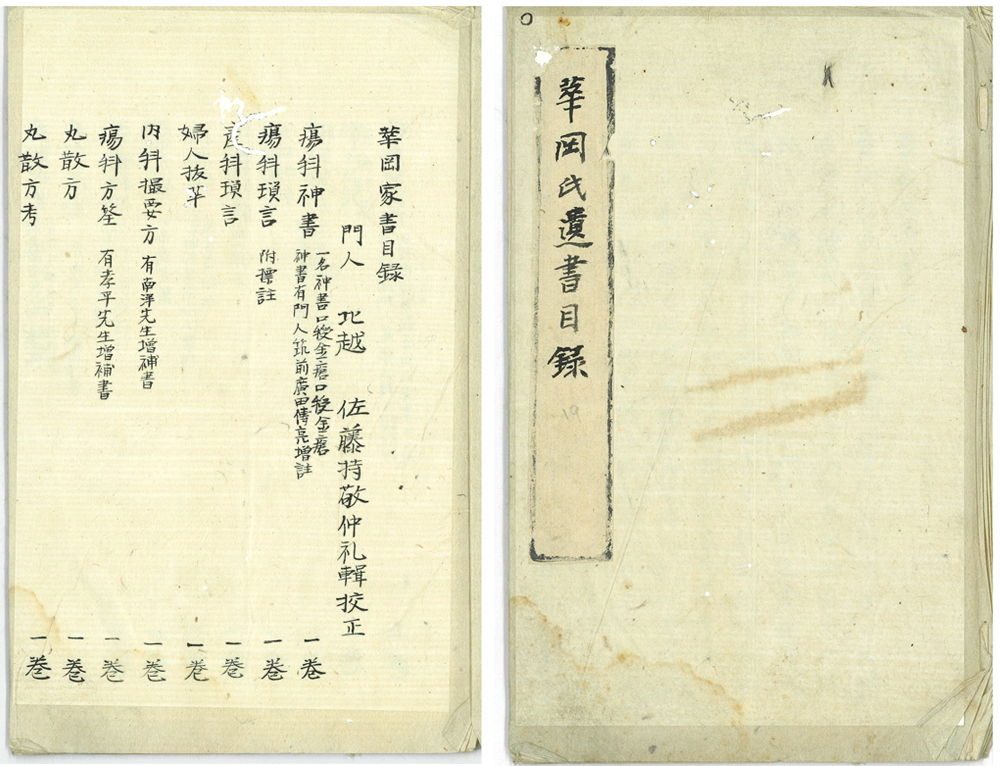 華岡氏遺書目録
華岡家書目録
門人 北越 佐藤持敬仲礼輯挍正
瘍科神書 一名神書口授金瘡口授金瘡 神書有門人筑前廣田傳亮增註 一巻
瘍科瑣言 附標註 一巻
産科瑣言 一巻
婦人抜萃 一巻
内科撮要方 有南洋先生增補書 一巻
瘍科方筌 有孝平先生增補書 一巻
丸散方 一巻
丸散方考 一巻